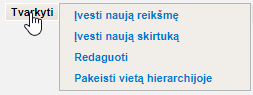 Tvarkyti
Įvesti naują reikšmę
Įvesti naują skirtuką
Redaguoti
Pakeisti vietą hierarchijoje